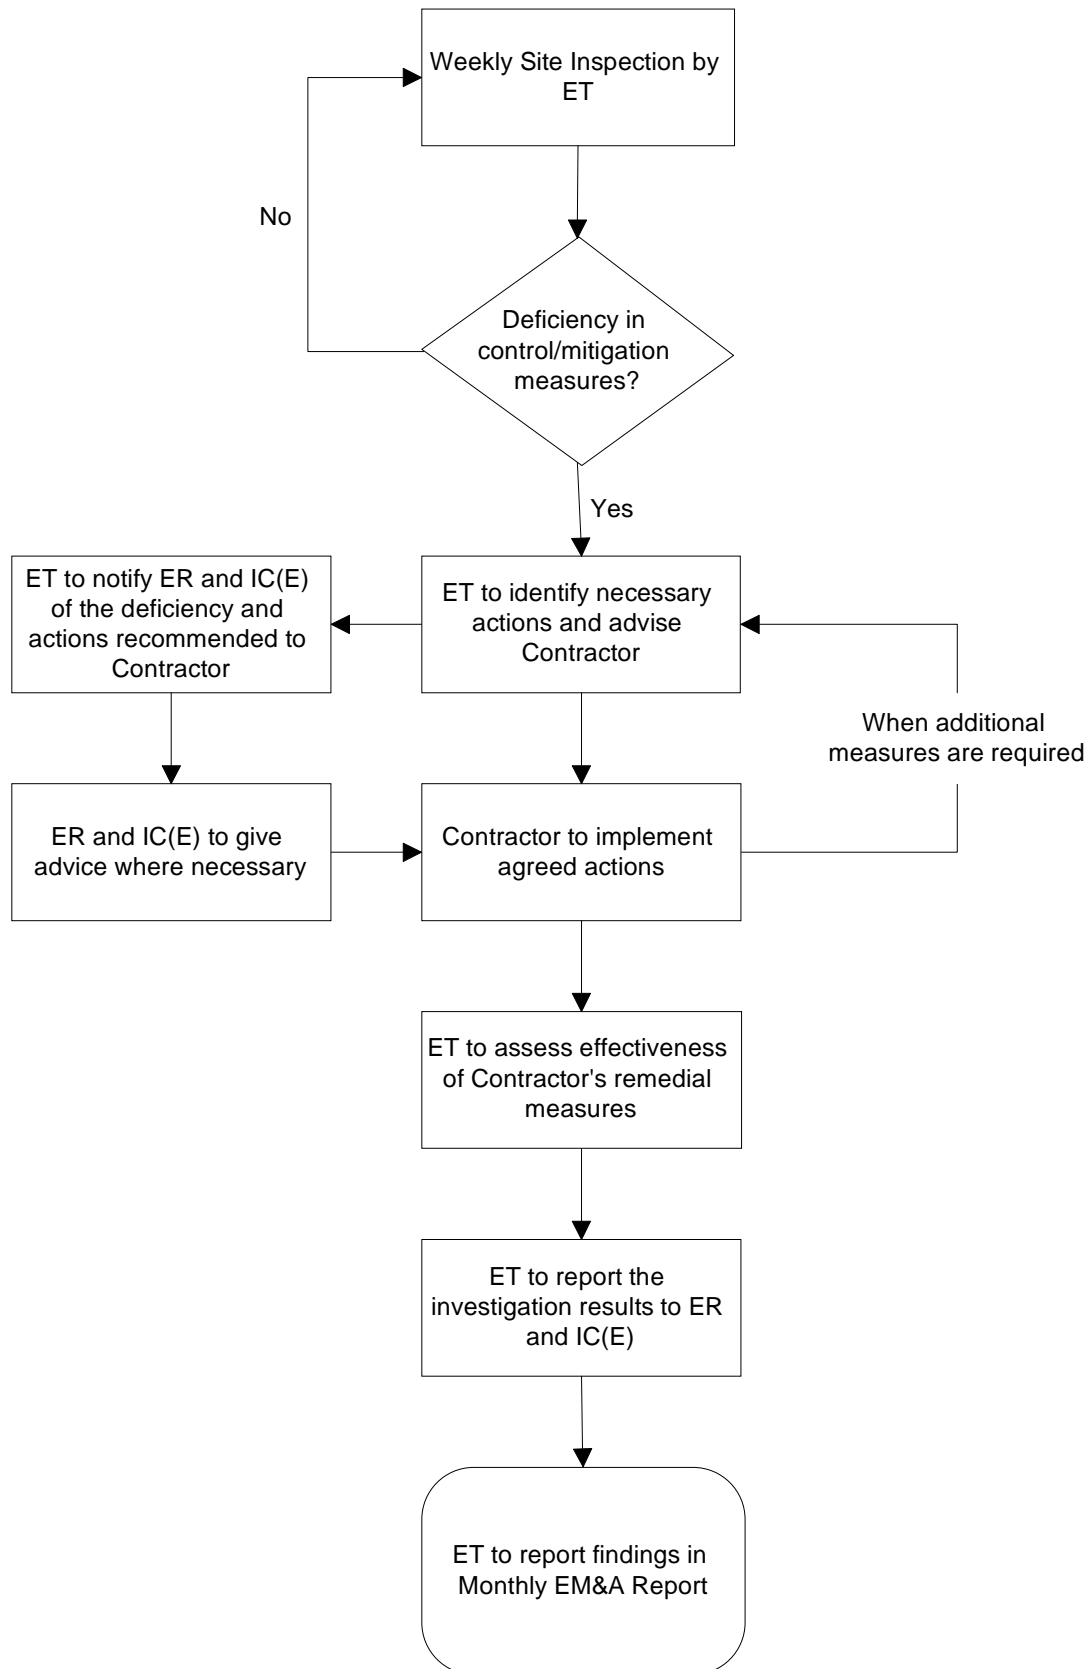 Weekly Site Inspection by
ET
No
Deficiency in
control/mitigation
measures?
Yes
ET to notify ER and IC(E)
of the deficiency and
actions recommended to
Contractor
ET to identify necessary
actions and advise
Contractor
When additional
measures are required
ER and IC(E) to give
advice where necessary
Contractor to implement
agreed actions
ET to assess effectiveness
of Contractor's remedial
measures
ET to report the
investigation results to ER
and IC(E)
ET to report findings in
Monthly EM&A Report